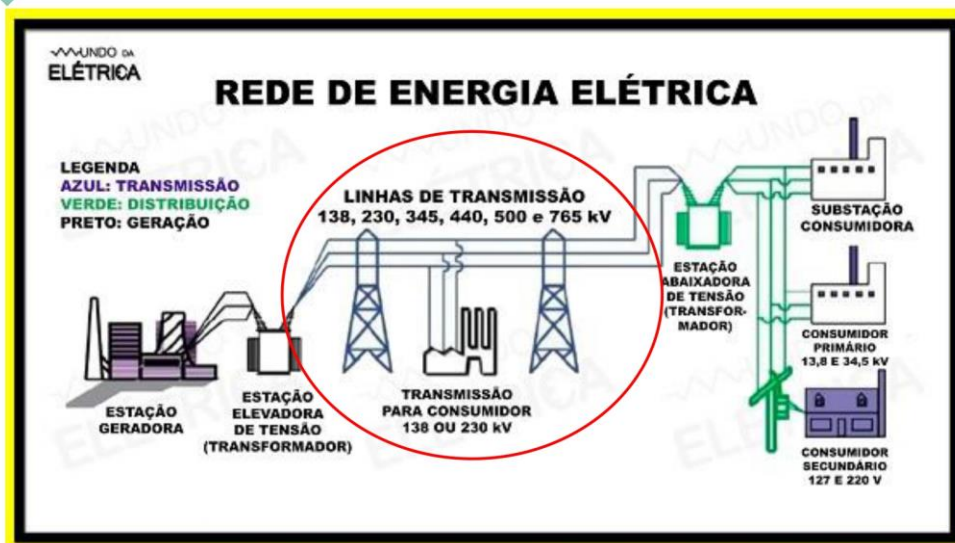 MUNDO DA
ELÉTRICA
REDE DE ENERGIA ELÉTRICA
LEGENDA
AZUL: TRANSMISSÃO
VERDE: DISTRIBUIÇÃO
PRETO: GERAÇÃO
LINHAS DE TRANSMISSÃO
138, 230, 345, 440, 500 e 765 kV
SUBSTAÇÃO
CONSUMIDORA
ESTAÇÃO
ABAIXADORA
DE TENSÃO
(TRANSFOR-
MADOR)
CONSUMIDOR
PRIMÁRIO
13,8 E 34,5 kV
ESTAÇÃO
GERADORA
ESTAÇÃO
ELEVADORA
DE TENSÃO
(TRANSFORMADOR)
TRANSMISSÃO
PARA CONSUMIDOR
138 OU 230 kV
CONSUMIDOR
SECUNDÁRIO
127 E 220 V